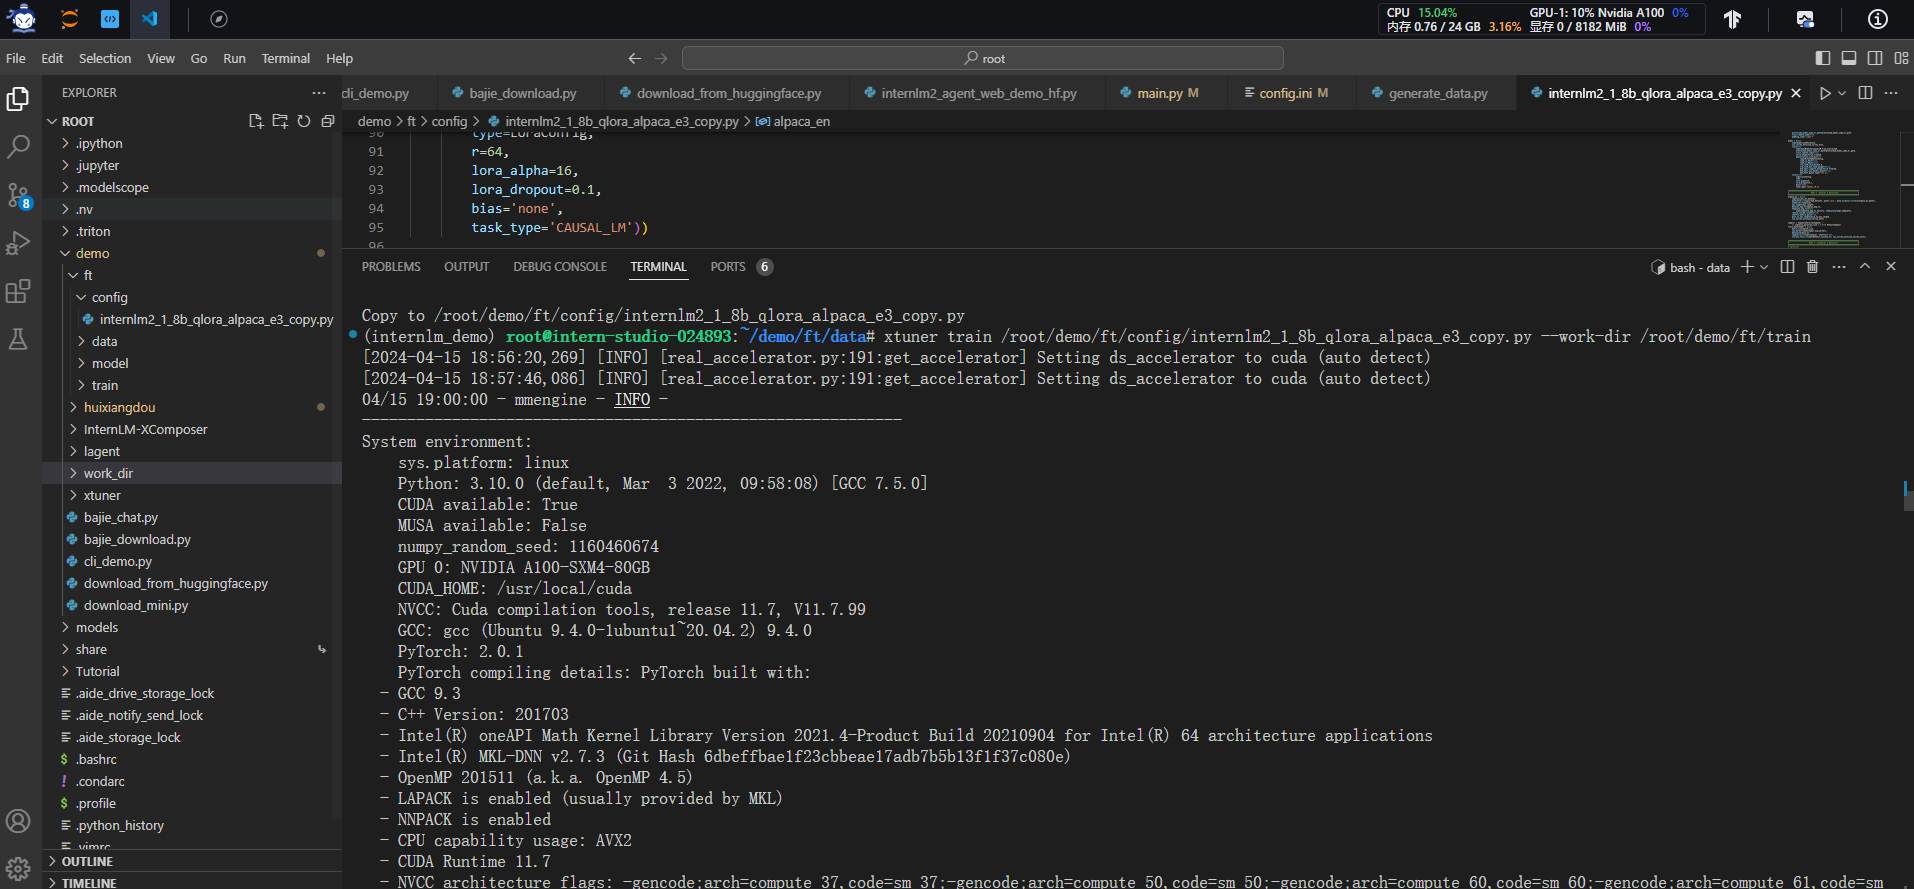 CPU 15.04% GPU-1: 10% Nvidia A100 0%
内存 0.76 / 24 GB 3.16% 显存 0 / 8182 MiB 0%
File Edit Selection View Go Run Terminal Help
root
EXPLORER
cli_demo.py bajie_download.py download_from_huggingface.py internlm2_agent_web_demo_hf.py main.py M config.ini M generate_data.py internlm2_1_8b_qlora_alpaca_e3_copy.py
demo > ft > config > internlm2_1_8b_qlora_alpaca_e3_copy.py > alpaca_en
ROOT
.ipython
.jupyter
.modelscope
.nv
.triton
demo
ft
config
internlm2_1_8b_qlora_alpaca_e3_copy.py
data
model
train
huixiangdou
InternLM-XComposer
lagent
work_dir
xtuner
bajie_chat.py
bajie_download.py
cli_demo.py
download_from_huggingface.py
download_mini.py
models
share
Tutorial
.aide_drive_storage_lock
.aide_notify_send_lock
.aide_storage_lock
$ .bashrc
! .condarc
$ .profile
.python_history
.vimrc
OUTLINE
TIMELINE
8
90 type=LoraConfig,
91 r=64,
92 lora_alpha=16,
93 lora_dropout=0.1,
94 bias='none',
95 task_type='CAUSAL_LM'))
96
PROBLEMS OUTPUT DEBUG CONSOLE TERMINAL PORTS 6
bash - data
Copy to /root/demo/ft/config/internlm2_1_8b_qlora_alpaca_e3_copy.py
(internlm_demo) root@intern-studio-024893:~/demo/ft/data# xtuner train /root/demo/ft/config/internlm2_1_8b_qlora_alpaca_e3_copy.py --work-dir /root/demo/ft/train
[2024-04-15 18:56:20,269] [INFO] [real_accelerator.py:191:get_accelerator] Setting ds_accelerator to cuda (auto detect)
[2024-04-15 18:57:46,086] [INFO] [real_accelerator.py:191:get_accelerator] Setting ds_accelerator to cuda (auto detect)
04/15 19:00:00 - mmengine - INFO -
------------------------------------------------------------
System environment:
sys.platform: linux
Python: 3.10.0 (default, Mar  3 2022, 09:58:08) [GCC 7.5.0]
CUDA available: True
MUSA available: False
numpy_random_seed: 1160460674
GPU 0: NVIDIA A100-SXM4-80GB
CUDA_HOME: /usr/local/cuda
NVCC: Cuda compilation tools, release 11.7, V11.7.99
GCC: gcc (Ubuntu 9.4.0-1ubuntu1~20.04.2) 9.4.0
PyTorch: 2.0.1
PyTorch compiling details: PyTorch built with:
- GCC 9.3
- C++ Version: 201703
- Intel(R) oneAPI Math Kernel Library Version 2021.4-Product Build 20210904 for Intel(R) 64 architecture applications
- Intel(R) MKL-DNN v2.7.3 (Git Hash 6dbeffbae1f23cbbeae17adb7b5b13f1f37c080e)
- OpenMP 201511 (a.k.a. OpenMP 4.5)
- LAPACK is enabled (usually provided by MKL)
- NNPACK is enabled
- CPU capability usage: AVX2
- CUDA Runtime 11.7
- NVCC architecture flags: -gencode;arch=compute_37,code=sm_37;-gencode;arch=compute_50,code=sm_50;-gencode;arch=compute_60,code=sm_60;-gencode;arch=compute_61,code=sm